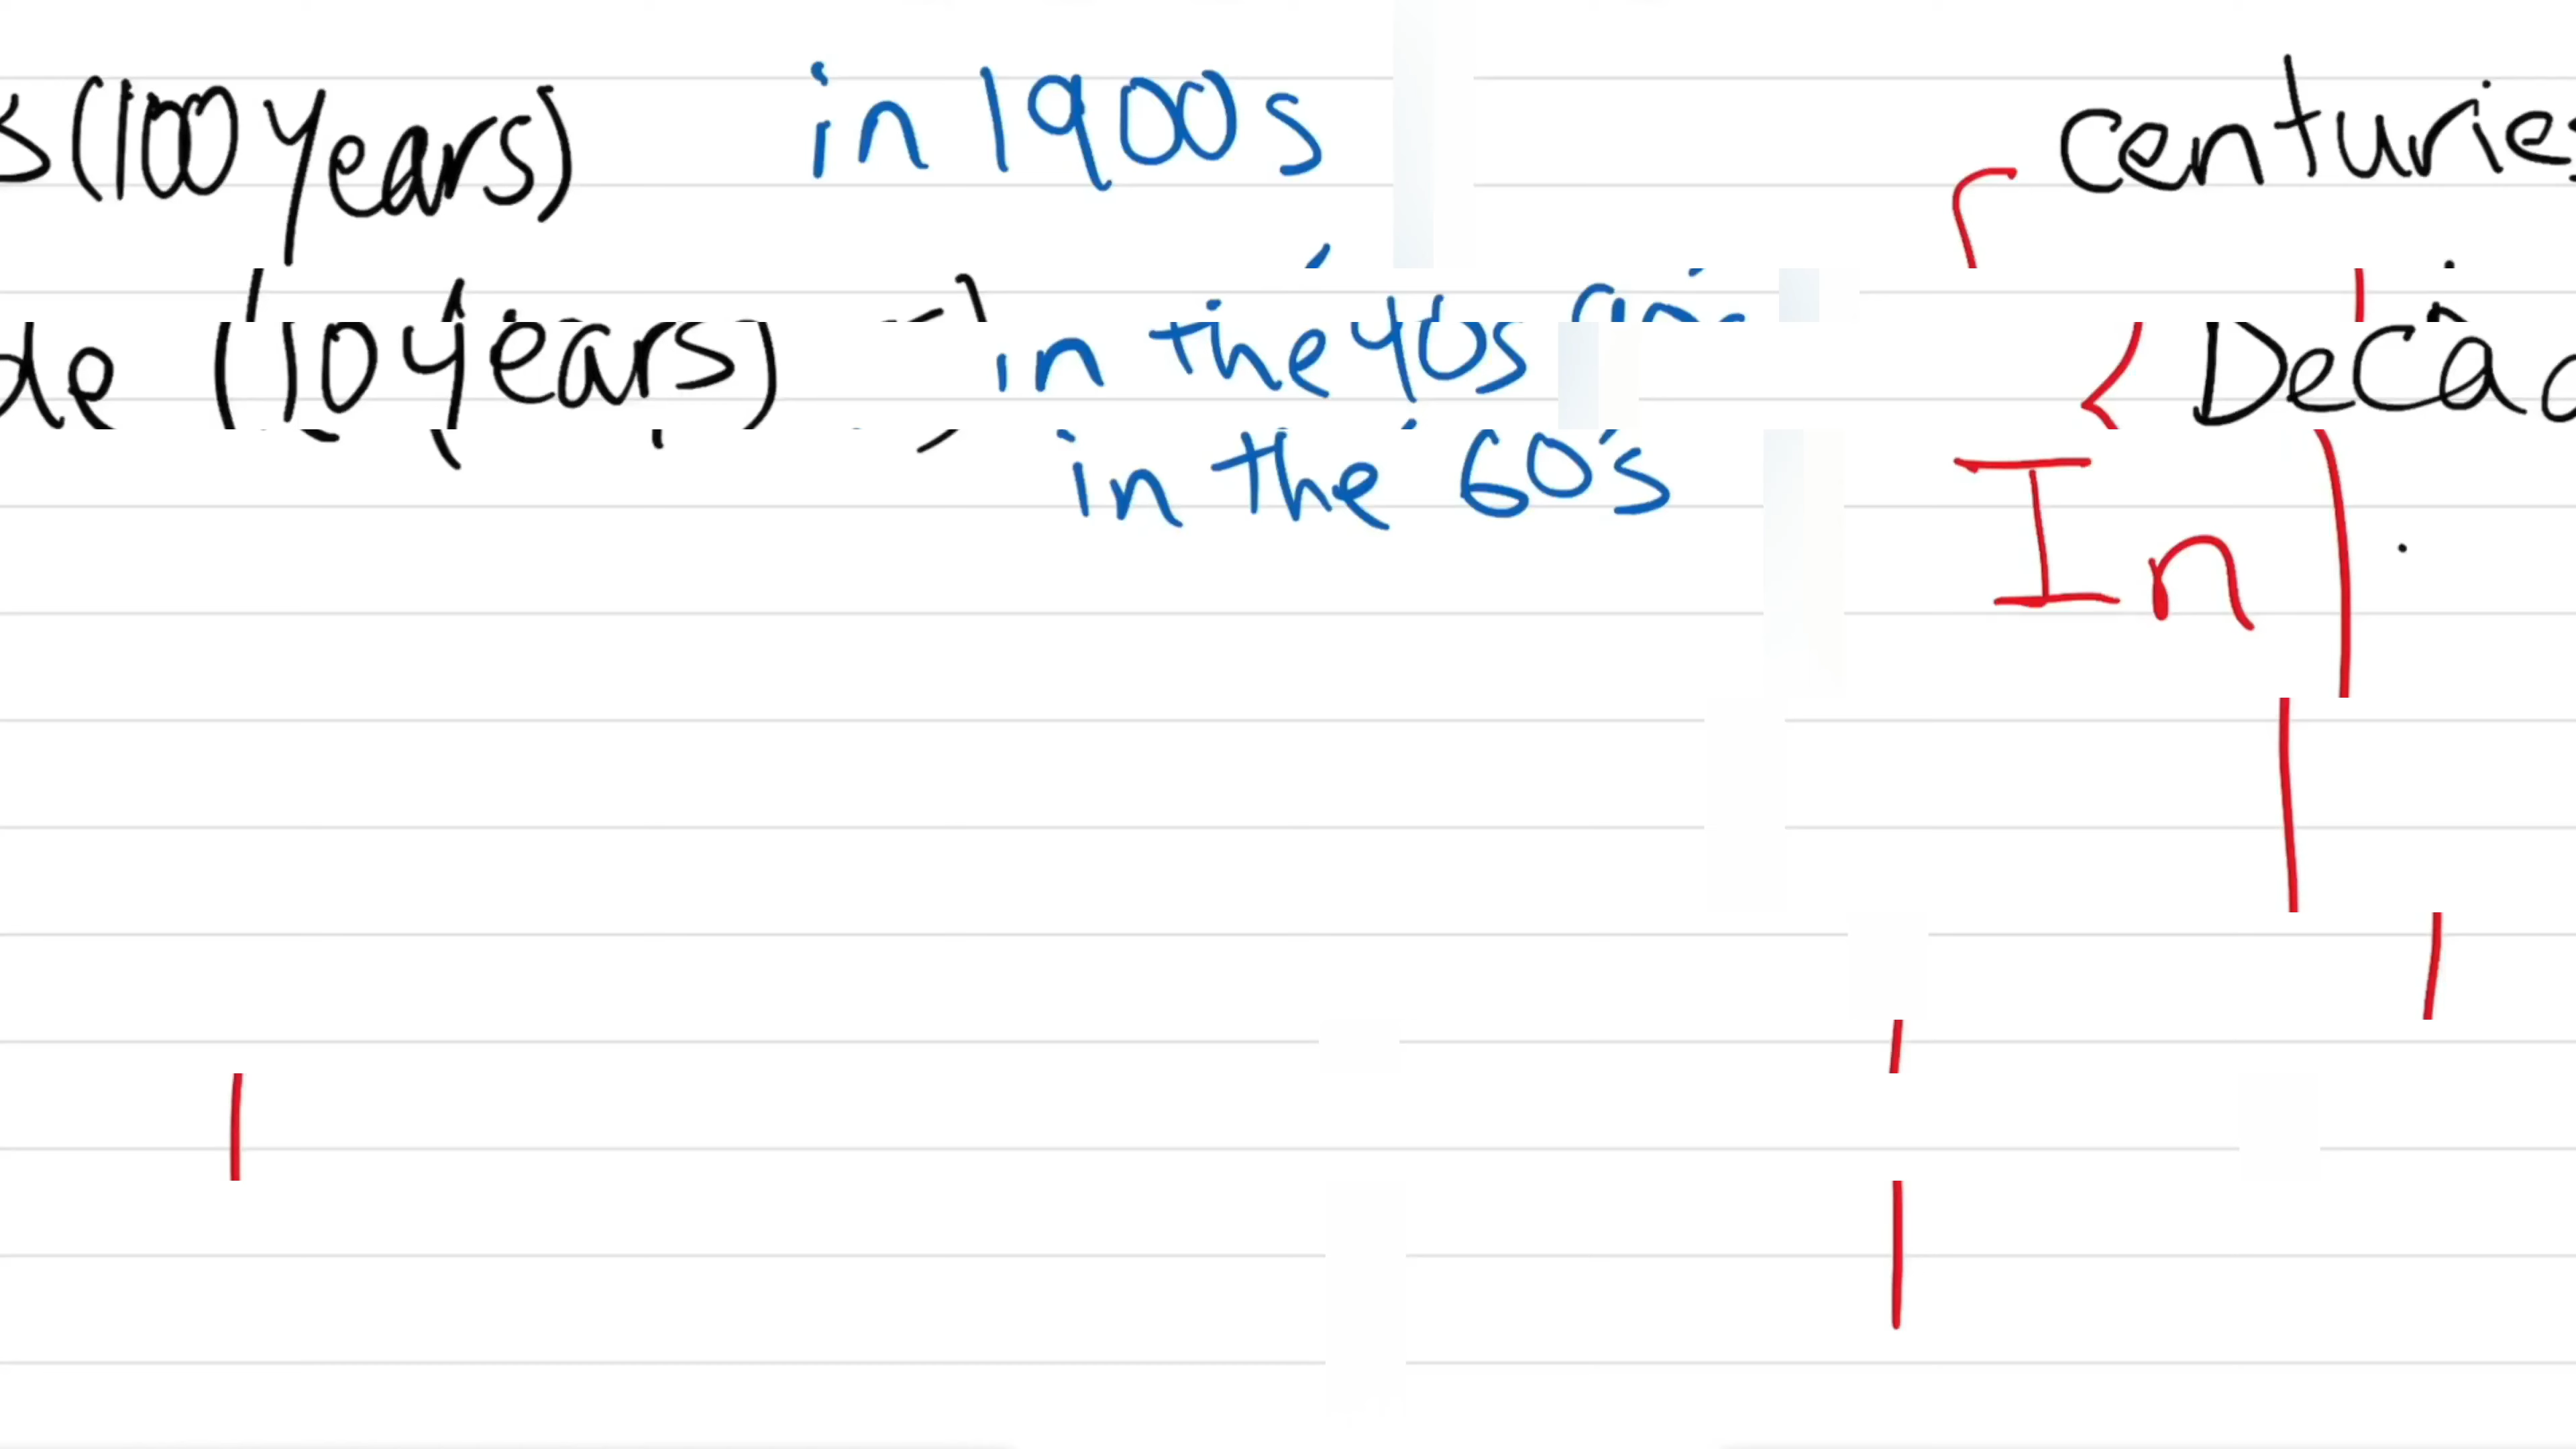 s (100 years) in 1900s centuries
de (10 years) in the 40s Decad
in the 60's
In